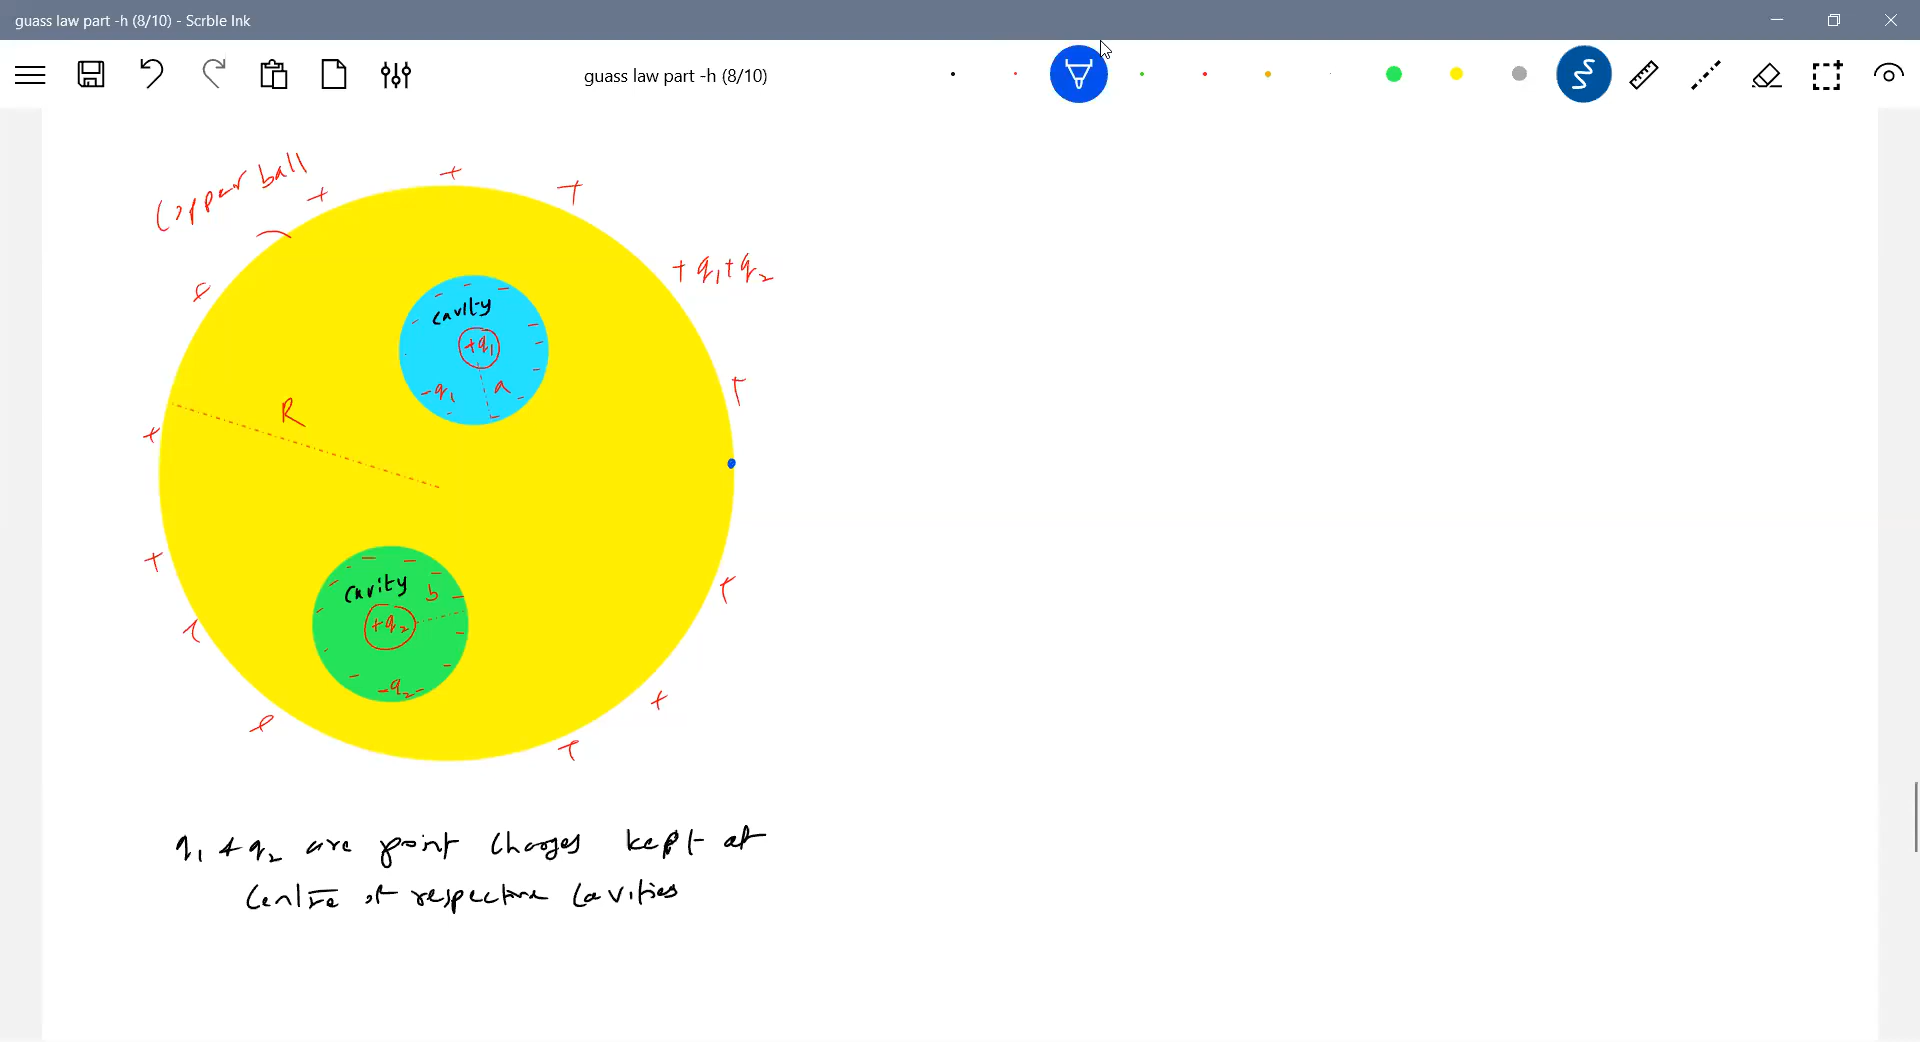 guass law part -h (8/10) - Scrble Ink
guass law part -h (8/10)
Copper ball
+ q₁+q₂
cavity
+q₁
-q₁
a
R
cavity
b
+q₂
-q₂
q₁ & q₂ are point charges kept at
centre of respective cavities